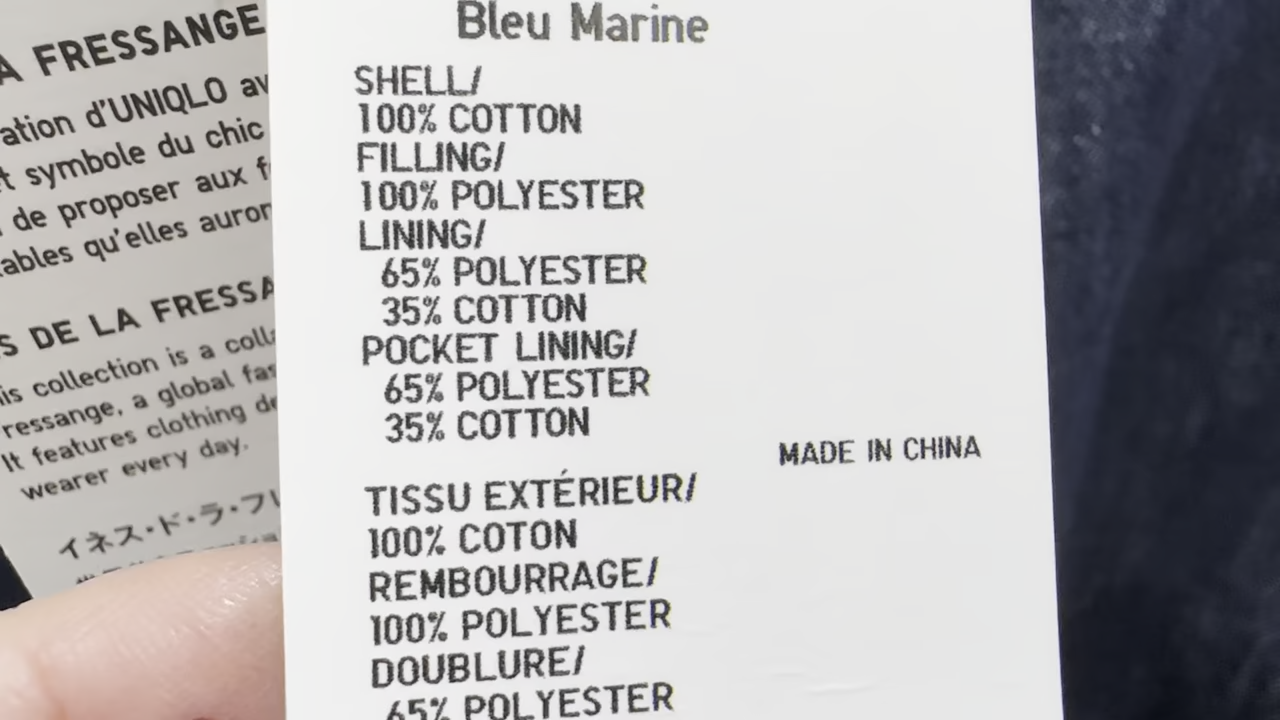 A FRESSANGE
ation d'UNIQLO av
t symbole du chic
de proposer aux f
ables qu'elles auron
S DE LA FRESSA
is collection is a colla
ressange, a global fas
It features clothing de
wearer every day.
イネス・ド・ラ・フレ
Bleu Marine
SHELL/
100% COTTON
FILLING/
100% POLYESTER
LINING/
65% POLYESTER
35% COTTON
POCKET LINING/
65% POLYESTER
35% COTTON
MADE IN CHINA
TISSU EXTÉRIEUR/
100% COTON
REMBOURRAGE/
100% POLYESTER
DOUBLURE/
65% POLYESTER